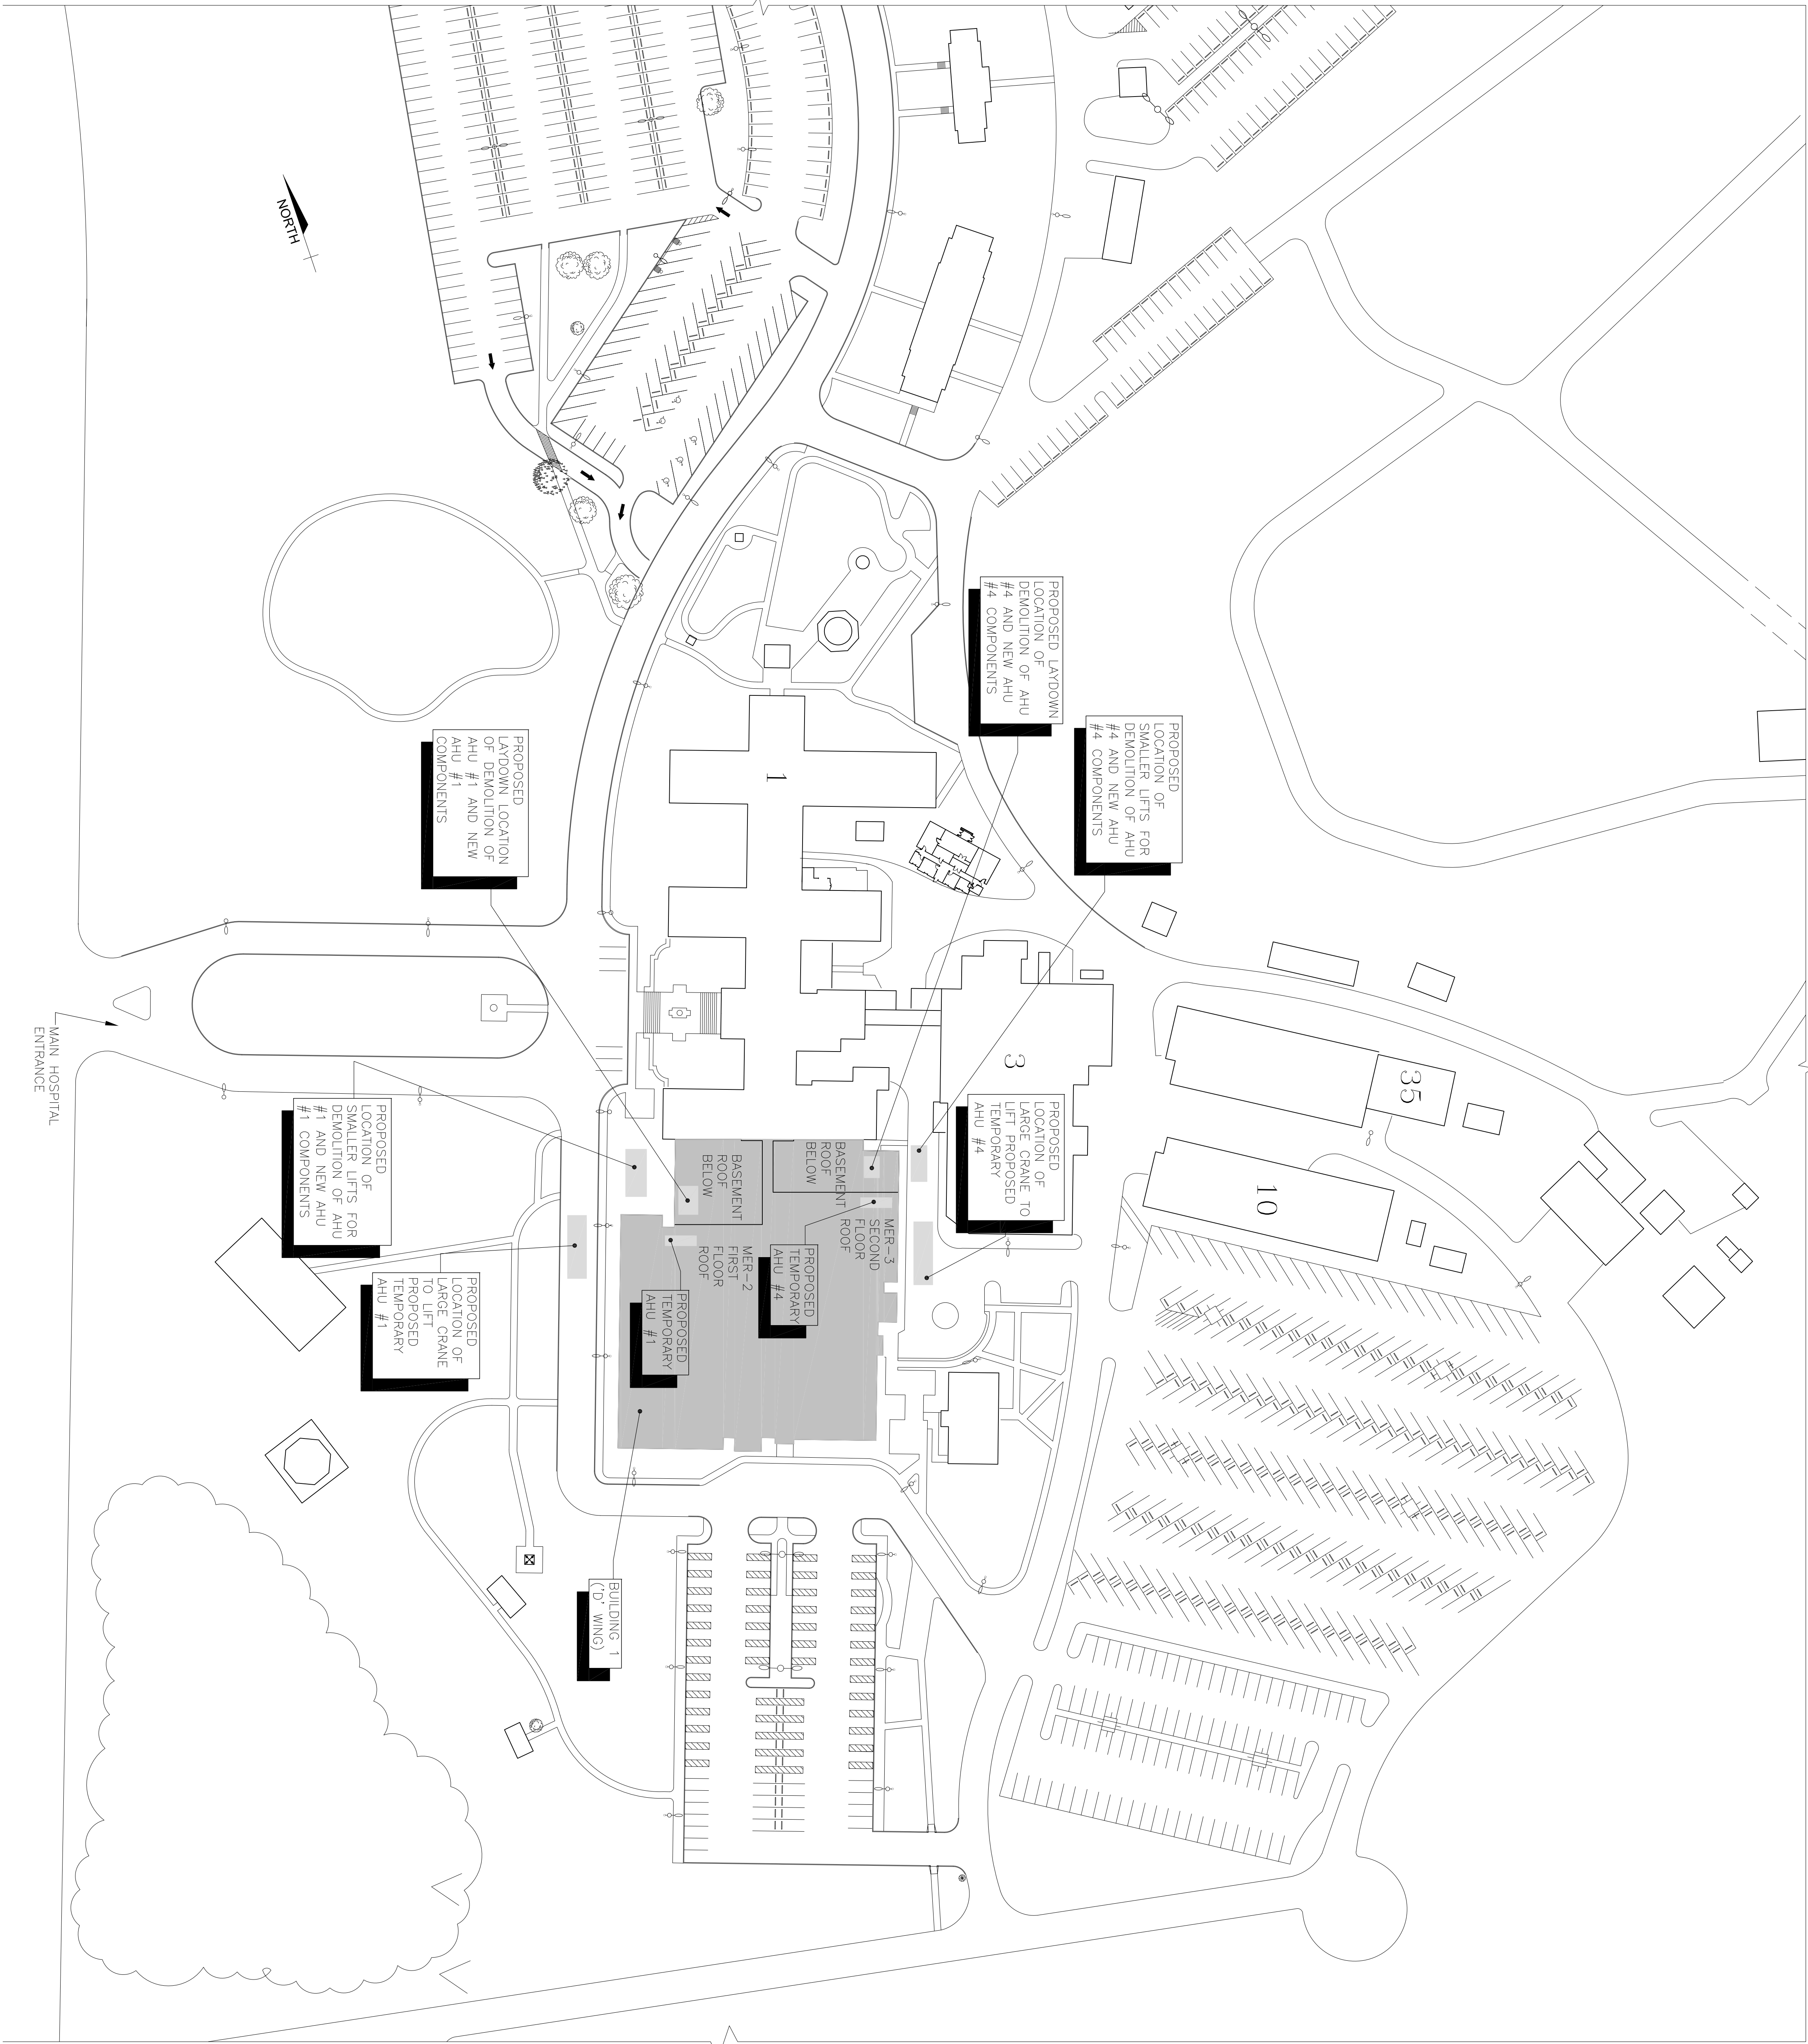 NORTH
PROPOSED LAYDOWN
LOCATION OF
DEMOLITION OF AHU
#4 AND NEW AHU
#4 COMPONENTS
PROPOSED
LOCATION OF
SMALLER LIFTS FOR
DEMOLITION OF AHU
#4 AND NEW AHU
#4 COMPONENTS
PROPOSED
LAYDOWN LOCATION
OF DEMOLITION OF
AHU #1 AND NEW
AHU #1
COMPONENTS
1
3
35
10
PROPOSED
LOCATION OF
LARGE CRANE TO
LIFT PROPOSED
TEMPORARY
AHU #4
MAIN HOSPITAL
ENTRANCE
PROPOSED
LOCATION OF
SMALLER LIFTS FOR
DEMOLITION OF AHU
#1 AND NEW AHU
#1 COMPONENTS
BASEMENT
ROOF
BELOW
BASEMENT
ROOF
BELOW
MER-3
SECOND
FLOOR
ROOF
MER-2
FIRST
FLOOR
ROOF
PROPOSED
TEMPORARY
AHU #4
PROPOSED
TEMPORARY
AHU #1
PROPOSED
LOCATION OF
LARGE CRANE
TO LIFT
PROPOSED
TEMPORARY
AHU #1
BUILDING 1
('D' WING)